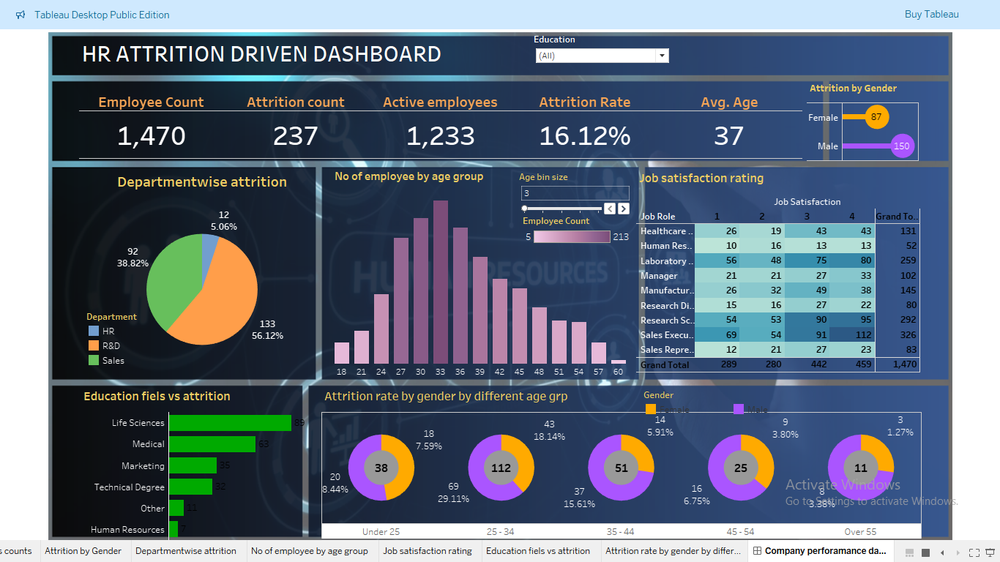 Tableau Desktop Public Edition
Buy Tableau
HR ATTRITION DRIVEN DASHBOARD
Education
(All)
Employee Count
Attrition count
Active employees
Attrition Rate
Avg. Age
1,470
237
1,233
16.12%
37
Attrition by Gender
Female 87
Male 150
Departmentwise attrition
12
5.06%
92
38.82%
133
56.12%
Department
HR
R&D
Sales
No of employee by age group
Age bin size
3
Employee Count
5 213
HUMAN RESOURCES
18 21 24 27 30 33 36 39 42 45 48 51 54 57 60
Job satisfaction rating
Job Satisfaction
Job Role 1 2 3 4 Grand To..
Healthcare .. 26 19 43 43 131
Human Res.. 10 16 13 13 52
Laboratory .. 56 48 75 80 259
Manager 21 21 27 33 102
Manufactur.. 26 32 49 38 145
Research Di.. 15 16 27 22 80
Research Sc.. 54 53 90 95 292
Sales Execu.. 69 54 91 112 326
Sales Repre.. 12 21 27 23 83
Grand Total 289 280 442 459 1,470
Education fiels vs attrition
Life Sciences 89
Medical 63
Marketing 35
Technical Degree 32
Other 11
Human Resources 7
Attrition rate by gender by different age grp
Gender
Female
Male
18
7.59%
38
20
8.44%
43
18.14%
112
69
29.11%
14
5.91%
51
37
15.61%
9
3.80%
25
16
6.75%
3
1.27%
11
8
3.38%
Under 25
25 - 34
35 - 44
45 - 54
Over 55
Activate Windows
Go to Settings to activate Windows.
s counts
Attrition by Gender
Departmentwise attrition
No of employee by age group
Job satisfaction rating
Education fiels vs attrition
Attrition rate by gender by differ...
Company perforamance da...